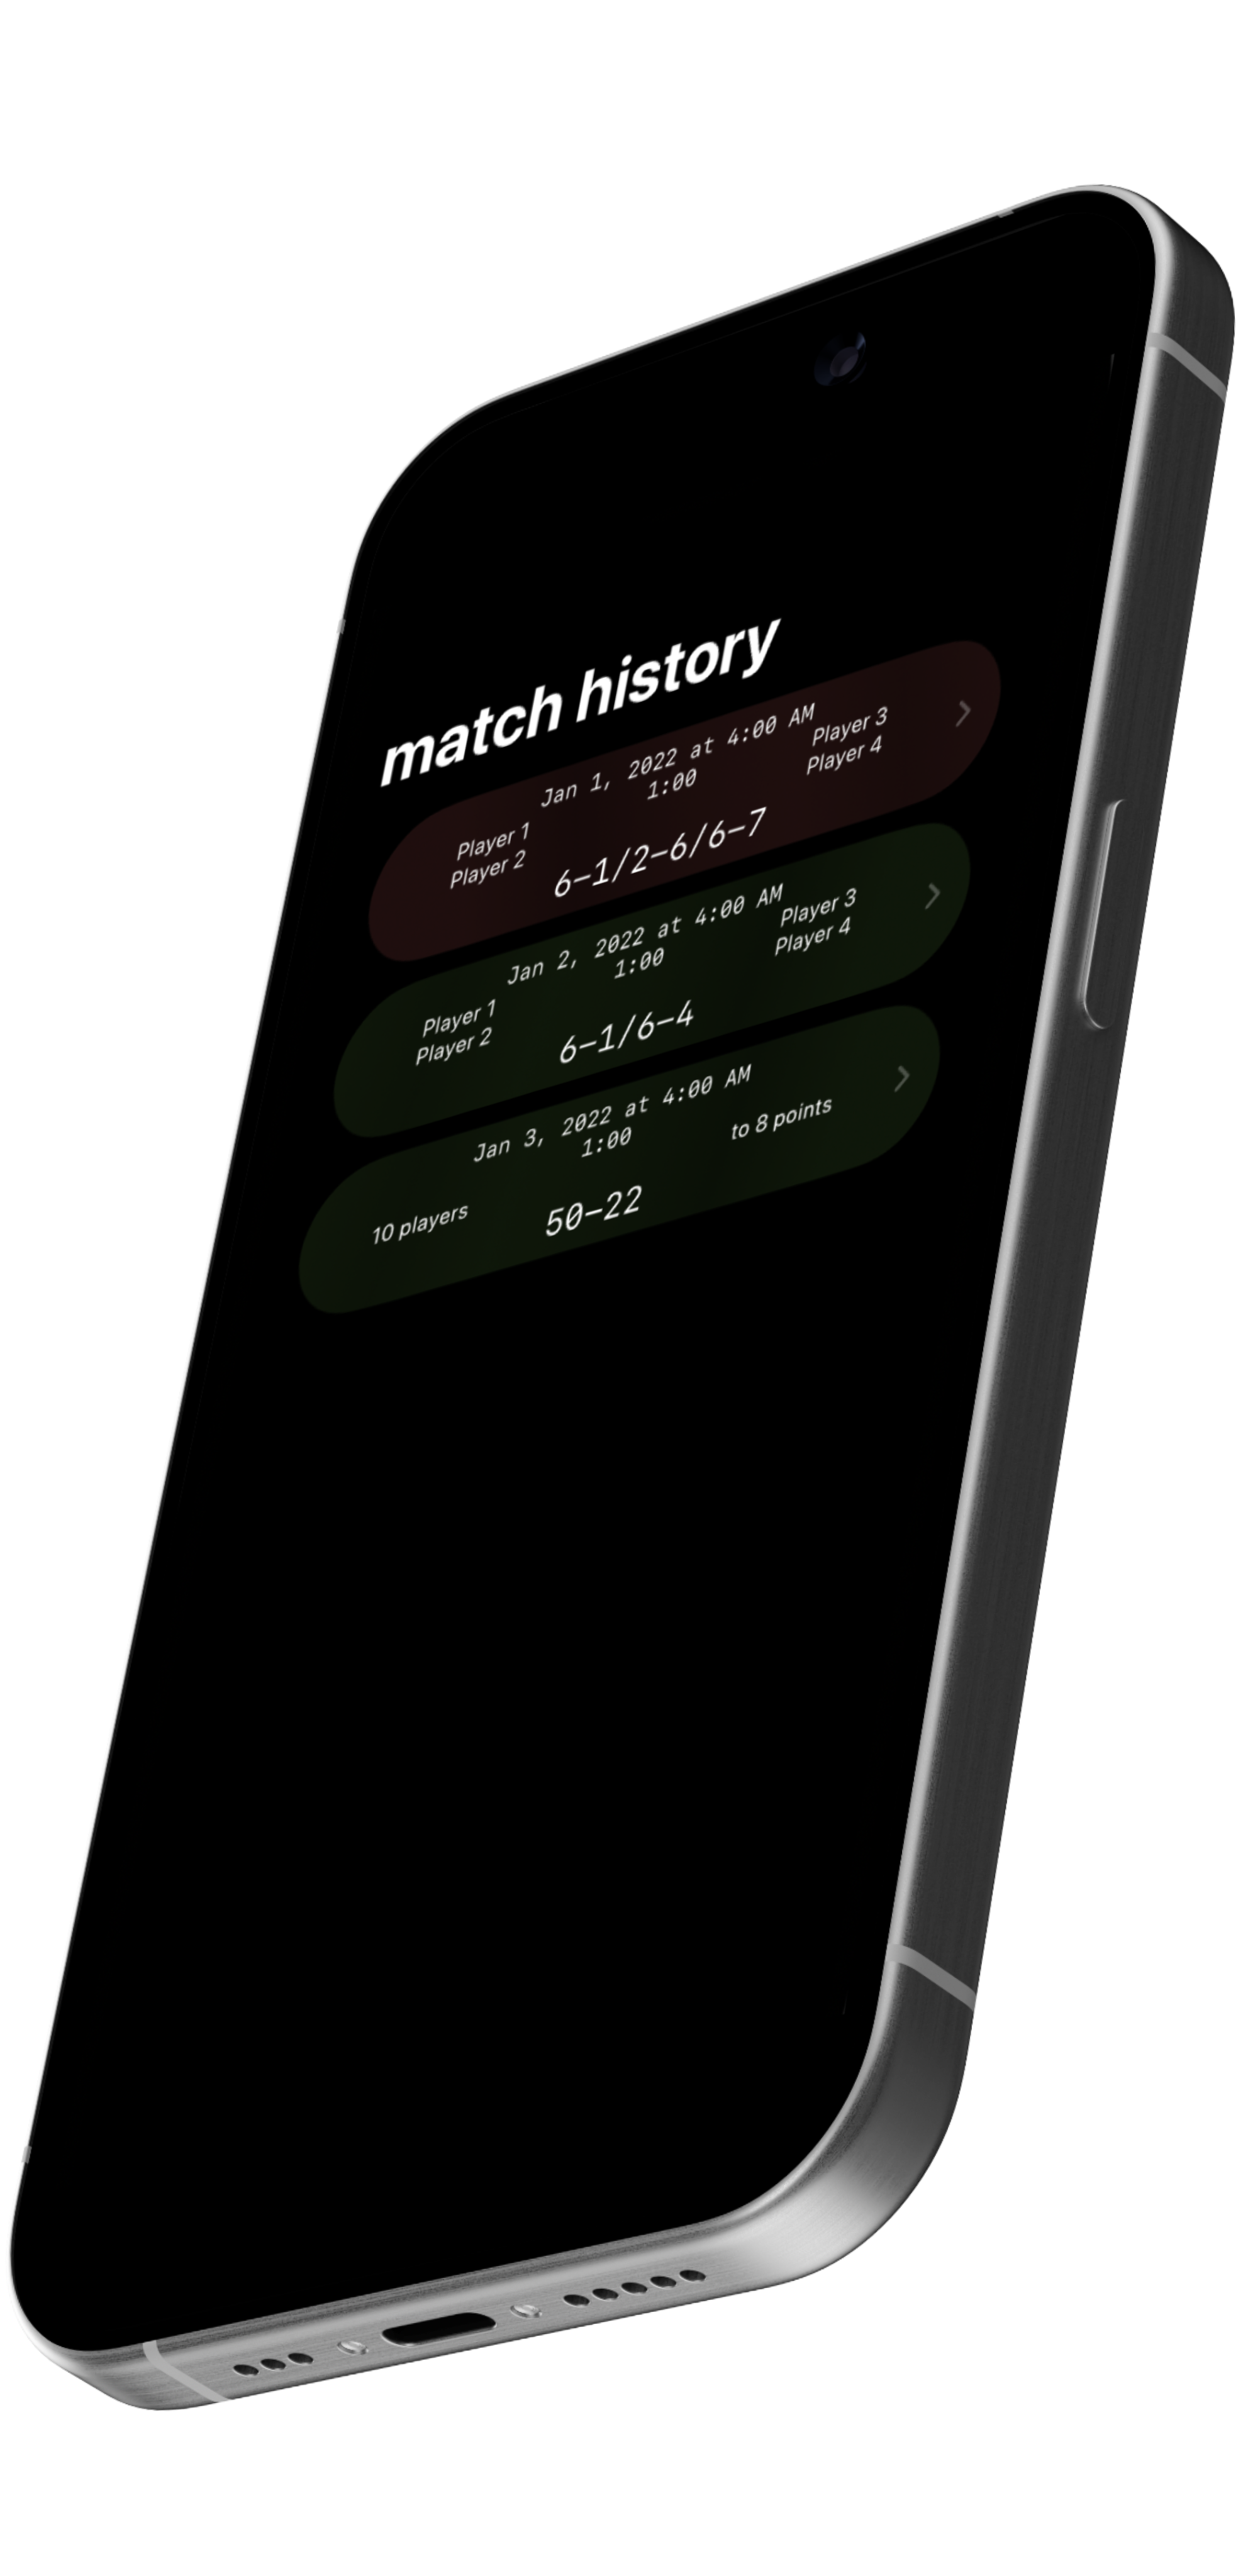 match history
Jan 1, 2022 at 4:00 AM
1:00
Player 1
Player 2
Player 3
Player 4
6–1/2–6/6–7
Jan 2, 2022 at 4:00 AM
1:00
Player 1
Player 2
Player 3
Player 4
6–1/6–4
Jan 3, 2022 at 4:00 AM
1:00
10 players
to 8 points
50–22